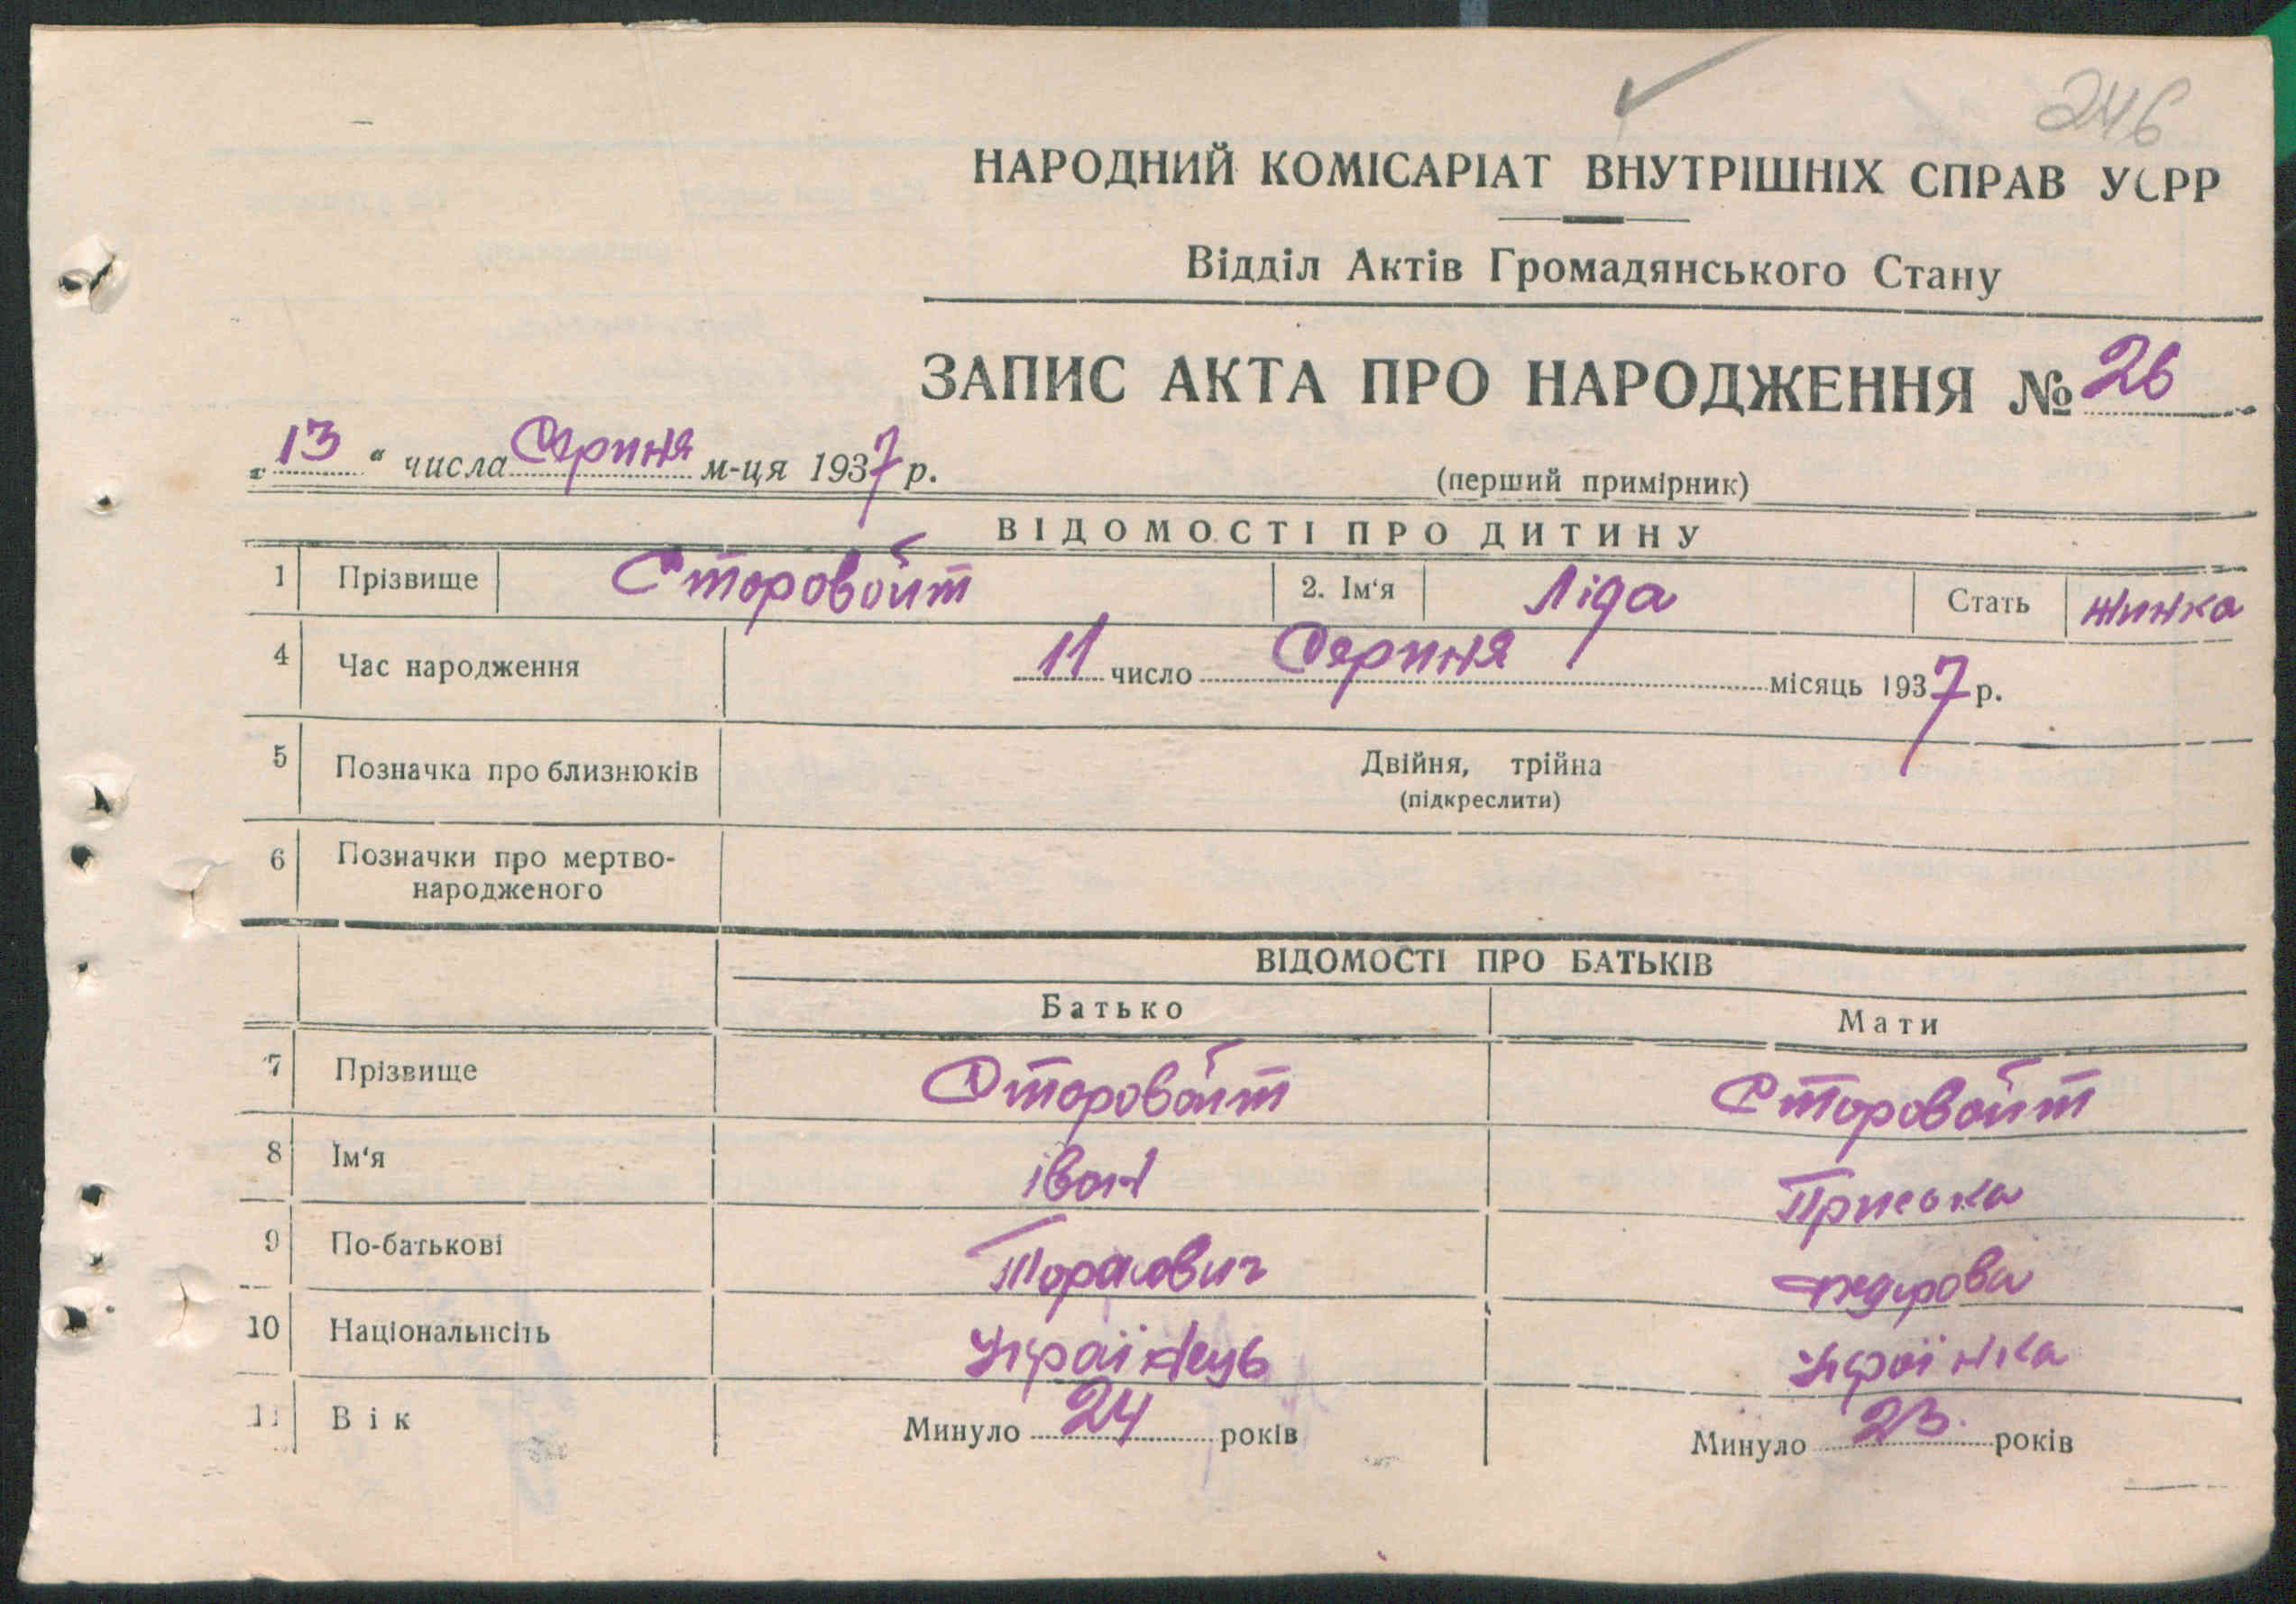 246
НАРОДНИЙ КОМІСАРІАТ ВНУТРІШНІХ СПРАВ УСРР
Відділ Актів Громадянського Стану
ЗАПИС АКТА ПРО НАРОДЖЕННЯ № 26
„ 13 “ числа Серпня м-ця 1937 р.
(перший примірник)
ВІДОМОСТІ ПРО ДИТИНУ
1 Прізвище Сторовойт 2. Ім‘я Ліда Стать жинка
4 Час народження 11 число Серпня місяць 1937 р.
5 Позначка про близнюків Двійня, трійна
(підкреслити)
6 Позначки про мертво-
народженого
ВІДОМОСТІ ПРО БАТЬКІВ
Батько Мати
7 Прізвище Сторовойт Сторовойт
8 Ім‘я Іван Приська
9 По-батькові Торасович
10 Національнсіть Українець Українка
11 Вік Минуло 24 років Минуло 23 років